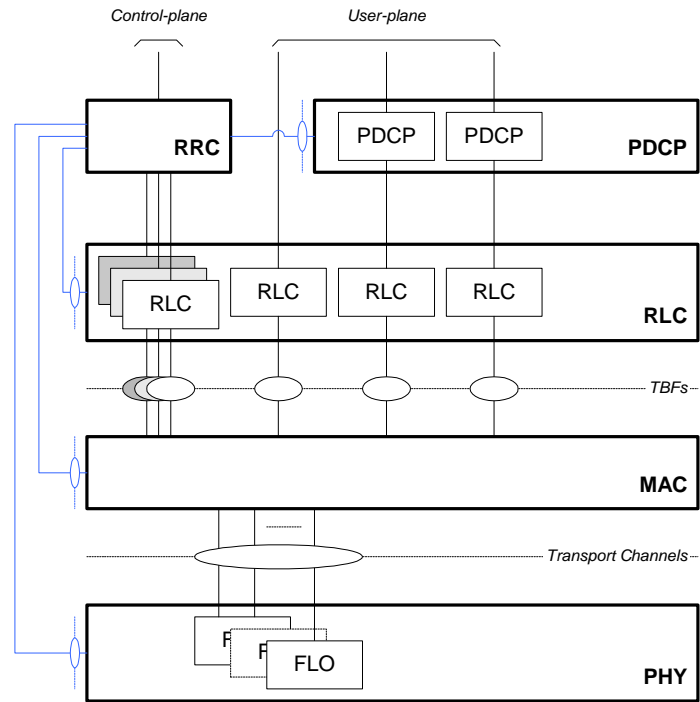 Control-plane
User-plane
RRC
PDCP
PDCP
PDCP
RLC
RLC
RLC
RLC
RLC
TBFs
MAC
Transport Channels
F
F
FLO
PHY